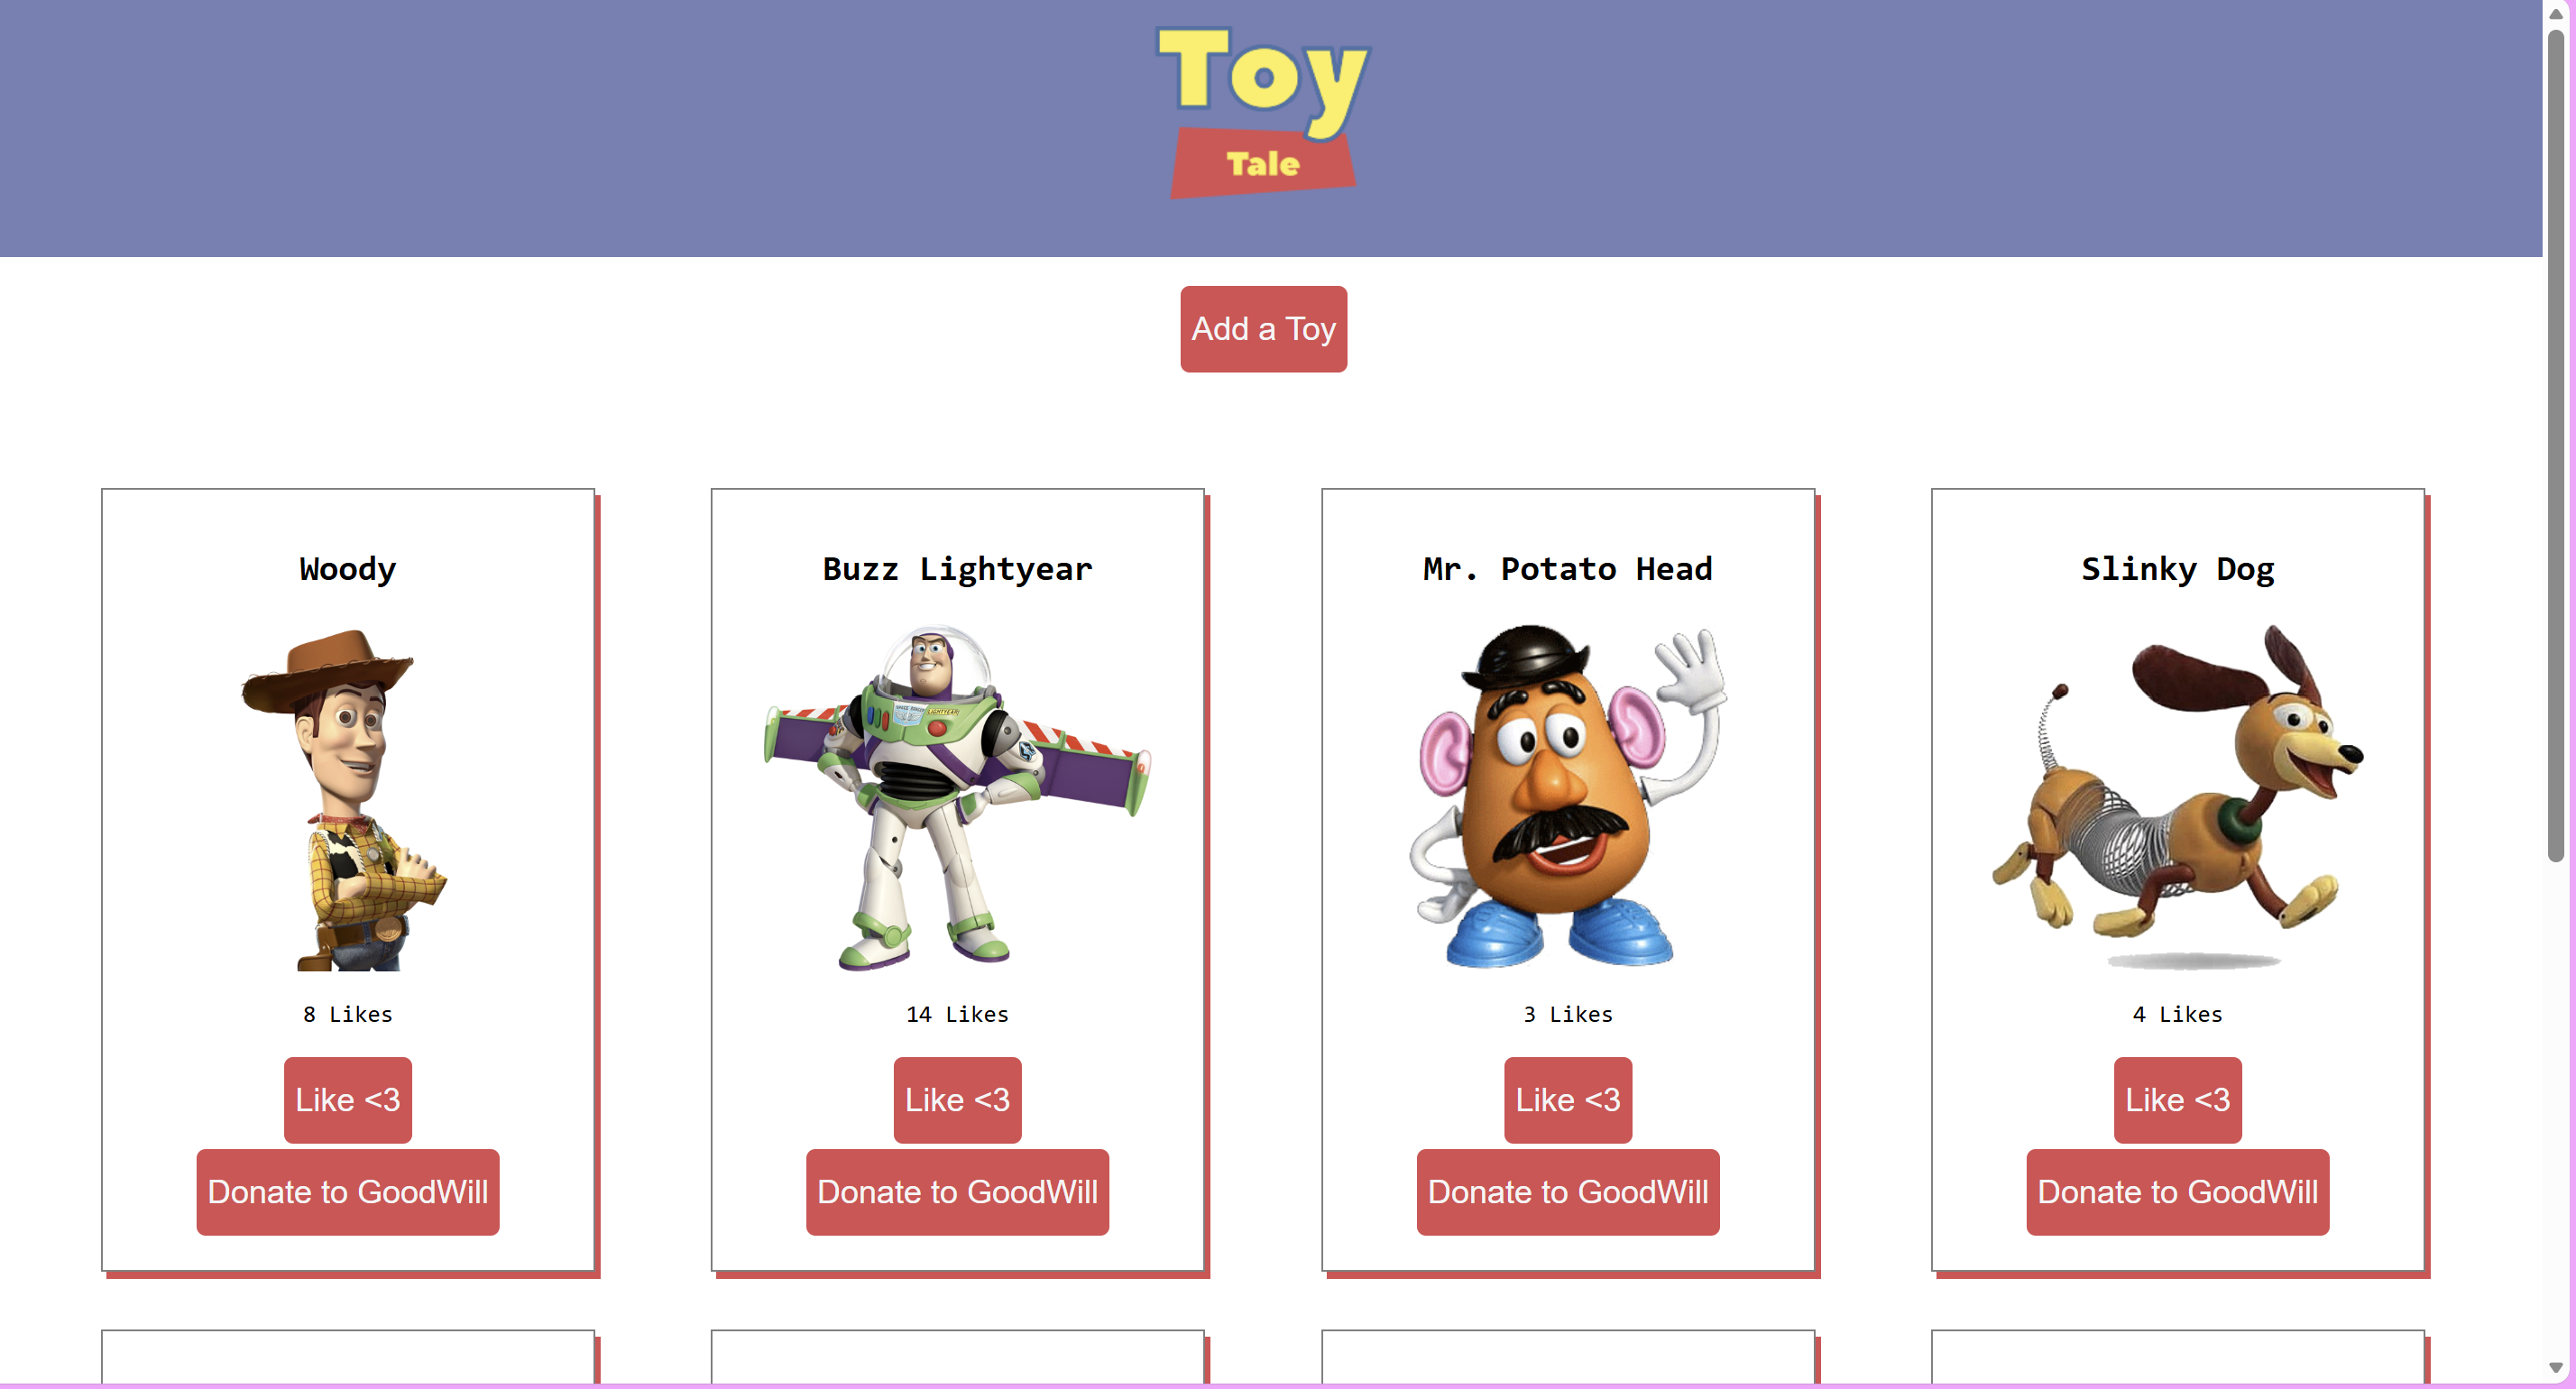 Toy
Tale
Add a Toy
Woody
Buzz Lightyear
Mr. Potato Head
Slinky Dog
LIGHTYEAR
8 Likes
14 Likes
3 Likes
4 Likes
Like <3
Like <3
Like <3
Like <3
Donate to GoodWill
Donate to GoodWill
Donate to GoodWill
Donate to GoodWill